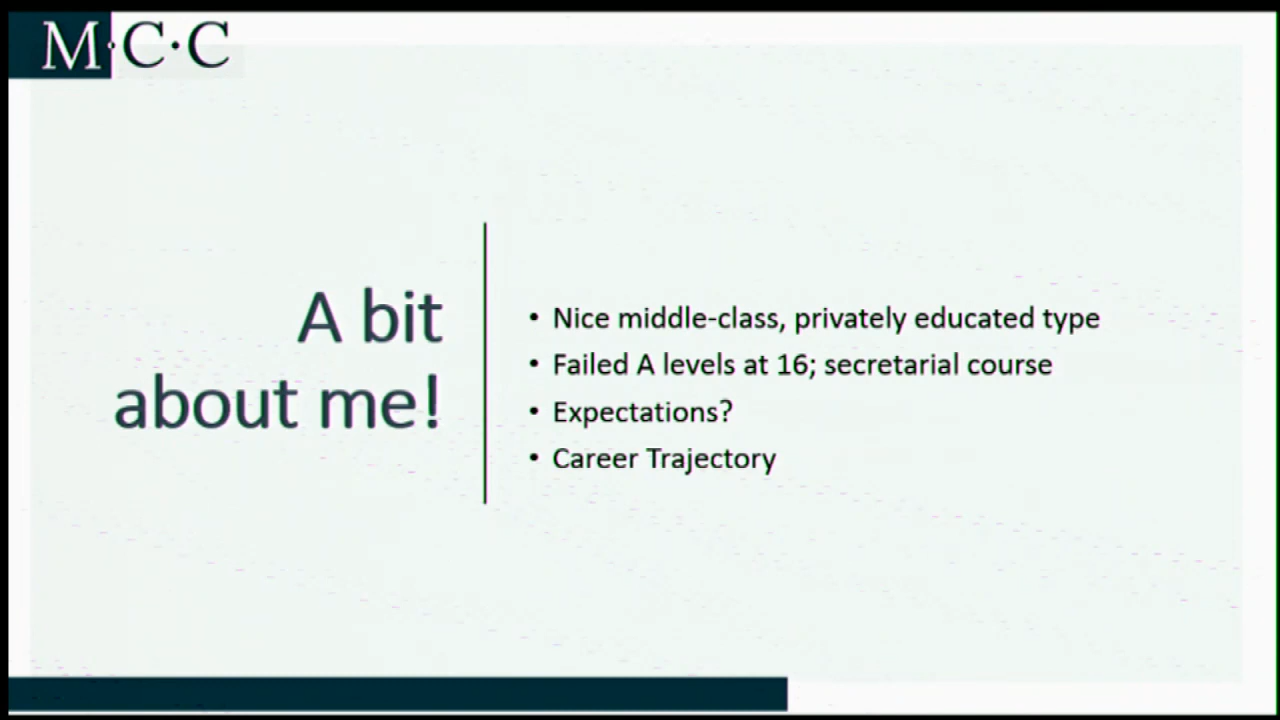 M·C·C
A bit
about me!
• Nice middle-class, privately educated type
• Failed A levels at 16; secretarial course
• Expectations?
• Career Trajectory